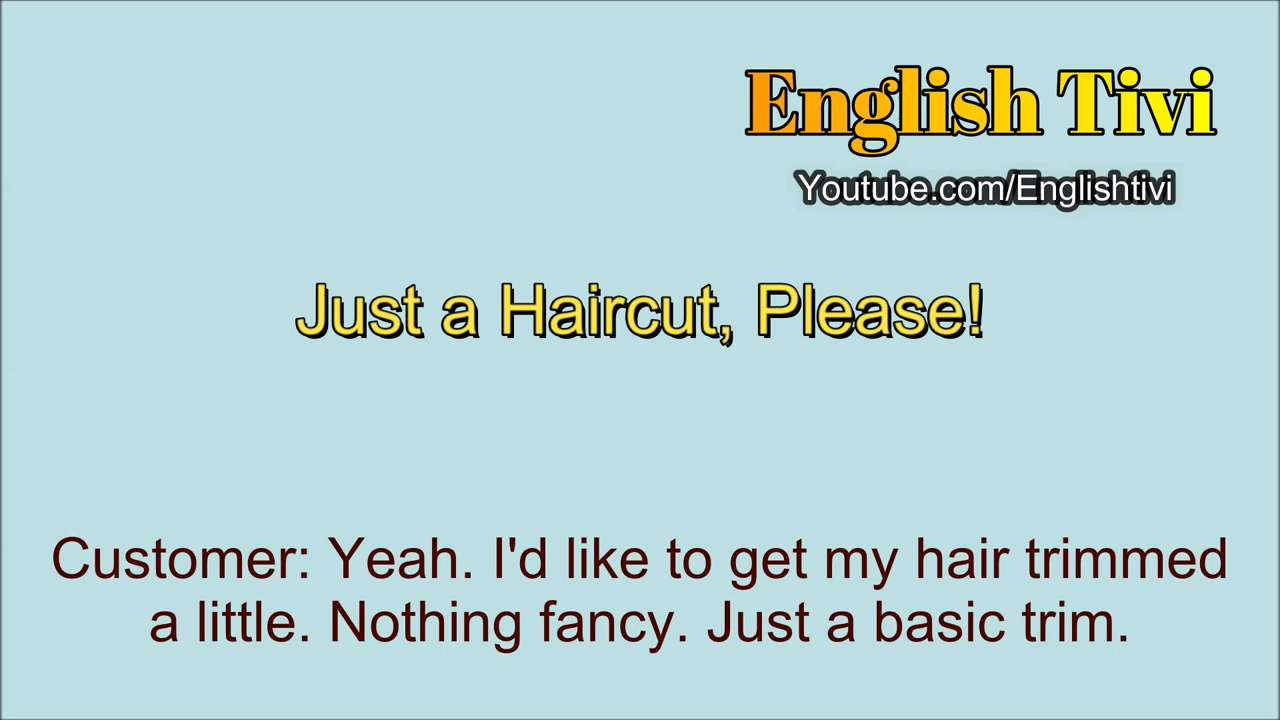 English Tivi
Youtube.com/Englishtivi
Just a Haircut, Please!
Customer: Yeah. I'd like to get my hair trimmed
a little. Nothing fancy. Just a basic trim.